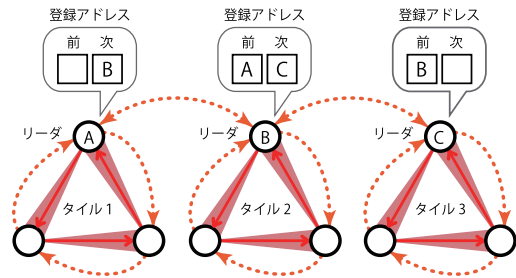 登録アドレス 登録アドレス 登録アドレス
前 次 前 次 前 次
B A C B
リーダ A リーダ B リーダ C
タイル 1 タイル 2 タイル 3